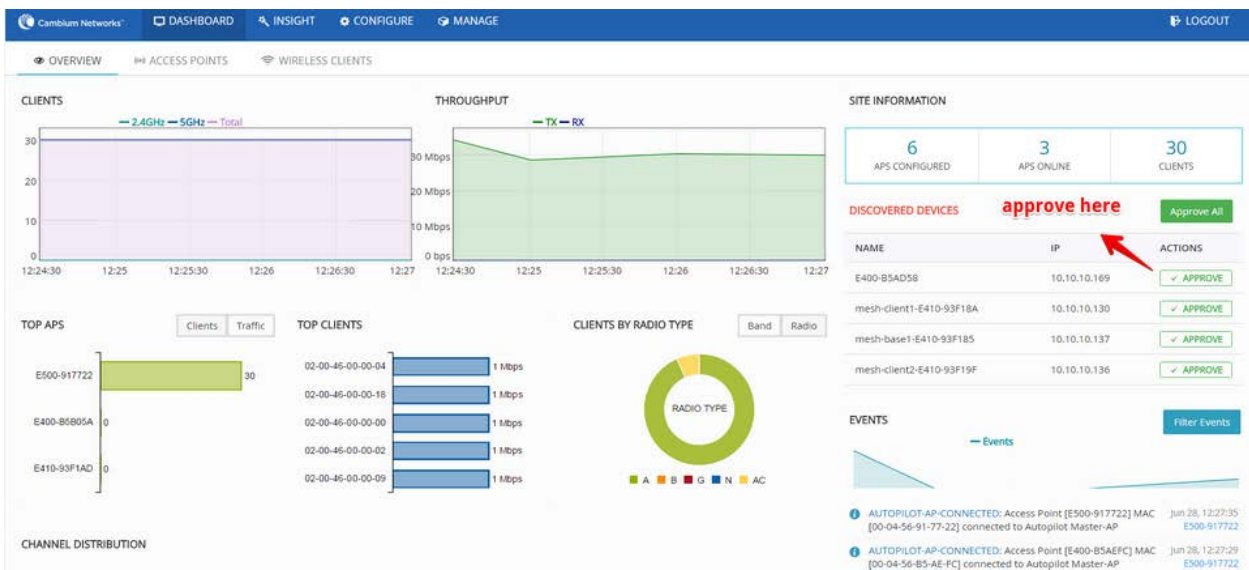 Cambium Networks™ DASHBOARD INSIGHT CONFIGURE MANAGE LOGOUT
OVERVIEW ACCESS POINTS WIRELESS CLIENTS
CLIENTS
2.4GHz 5GHz Total
30
20
10
0
12:24:30 12:25 12:25:30 12:26 12:26:30 12:27
THROUGHPUT
TX RX
30 Mbps
20 Mbps
10 Mbps
0 bps
12:24:30 12:25 12:25:30 12:26 12:26:30 12:27
SITE INFORMATION
6 3 30
APS CONFIGURED APS ONLINE CLIENTS
DISCOVERED DEVICES approve here Approve All
NAME IP ACTIONS
E400-B5AD58 10.10.10.169 APPROVE
mesh-client1-E410-93F18A 10.10.10.130 APPROVE
mesh-base1-E410-93F185 10.10.10.137 APPROVE
mesh-client2-E410-93F19F 10.10.10.136 APPROVE
TOP APS Clients Traffic
E500-917722 30
E400-B5B05A 0
E410-93F1AD 0
TOP CLIENTS
02-00-46-00-00-04 1 Mbps
02-00-46-00-00-18 1 Mbps
02-00-46-00-00-00 1 Mbps
02-00-46-00-00-02 1 Mbps
02-00-46-00-00-09 1 Mbps
CLIENTS BY RADIO TYPE Band Radio
RADIO TYPE
A B G N AC
EVENTS Filter Events
Events
AUTOPILOT-AP-CONNECTED: Access Point [E500-917722] MAC Jun 28, 12:27:35
[00-04-56-91-77-22] connected to Autopilot Master-AP E500-917722
AUTOPILOT-AP-CONNECTED: Access Point [E400-B5AEFC] MAC Jun 28, 12:27:29
[00-04-56-B5-AE-FC] connected to Autopilot Master-AP E500-917722
CHANNEL DISTRIBUTION